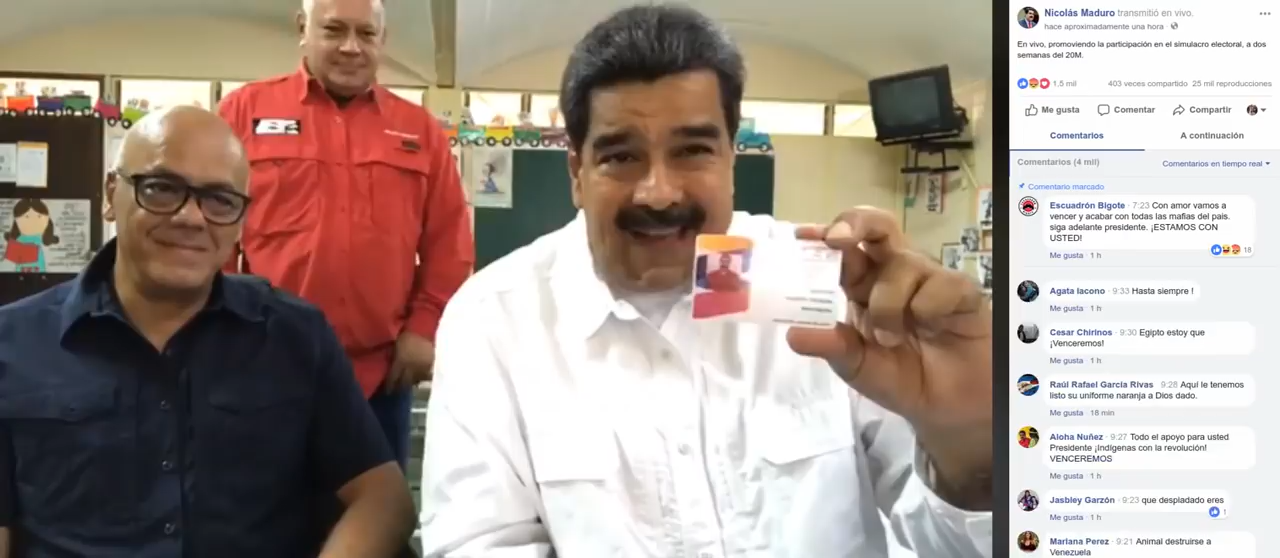 Nicolás Maduro transmitió en vivo.
hace aproximadamente una hora ·
En vivo, promoviendo la participación en el simulacro electoral, a dos
semanas del 20M.
1.5 mil 403 veces compartido 25 mil reproducciones
Me gusta Comentar Compartir
Comentarios A continuación
Comentarios (4 mil) Comentarios en tiempo real
Comentario marcado
Escuadrón Bigote · 7:23 Con amor vamos a
vencer y acabar con todas las mafias del pais.
siga adelante presidente. ¡ESTAMOS CON
USTED!
18
Me gusta · 1 h
Agata Iacono · 9:33 Hasta siempre !
Me gusta · 1 h
Cesar Chirinos · 9:30 Egipto estoy que
¡Venceremos!
Me gusta · 1 h
Raúl Rafael García Rivas · 9:28 Aquí le tenemos
listo su uniforme naranja a Dios dado.
Me gusta · 18 min
Aloha Nuñez · 9:27 Todo el apoyo para usted
Presidente ¡Indígenas con la revolución!
VENCEREMOS
Me gusta · 1 h
Jasbley Garzón · 9:23 que despiadado eres
1
Me gusta · 1 h
Mariana Perez · 9:21 Animal destruirse a
Venezuela